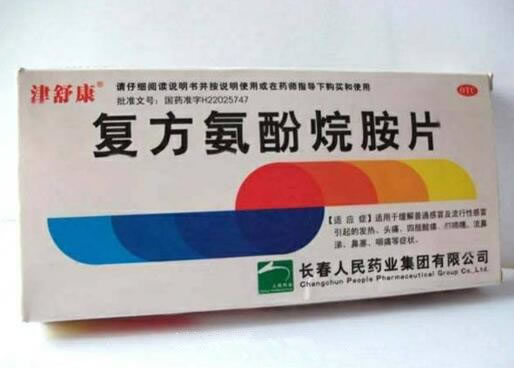 津舒康®
OTC
请仔细阅读说明书并按说明使用或在药师指导下购买和使用
批准文号：国药准字H22025747
复方氨酚烷胺片
【适应症】适用于缓解普通感冒及流行性感冒
引起的发热、头痛、四肢酸痛、打喷嚏、流鼻
涕、鼻塞、咽痛等症状。
人民药业
长春人民药业集团有限公司
Changchun People Pharmaceutical Group Co.,Ltd.